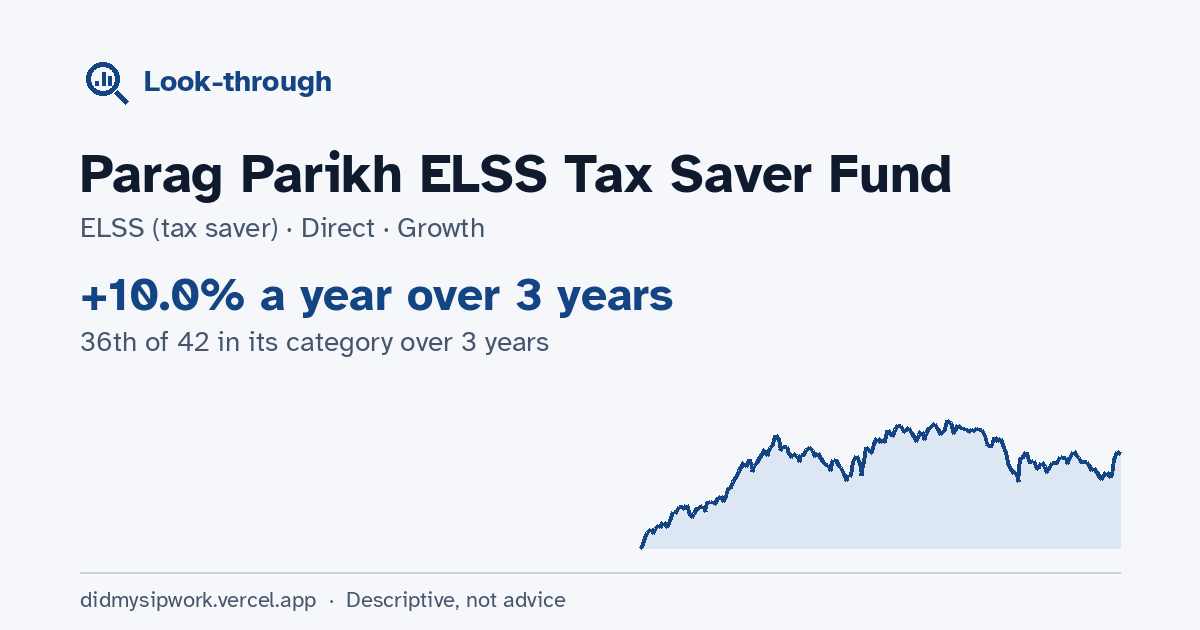 Look-through
Parag Parikh ELSS Tax Saver Fund
ELSS (tax saver) · Direct · Growth
+10.0% a year over 3 years
36th of 42 in its category over 3 years
didmysipwork.vercel.app · Descriptive, not advice